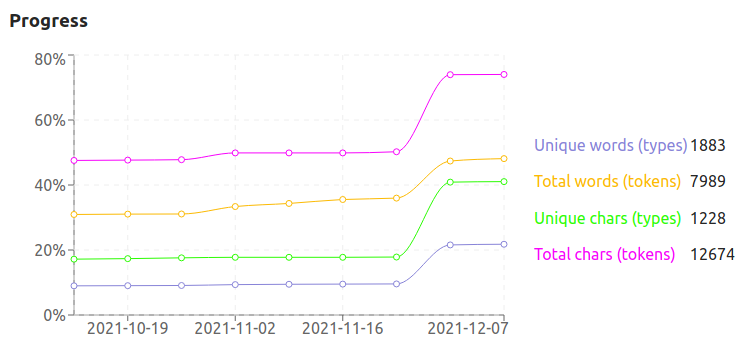 Progress
80%
60%
40%
20%
0%
2021-10-19 2021-11-02 2021-11-16 2021-12-07
Unique words (types) 1883
Total words (tokens) 7989
Unique chars (types) 1228
Total chars (tokens) 12674